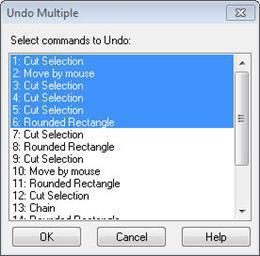 Undo Multiple
Select commands to Undo:
1: Cut Selection
2: Move by mouse
3: Cut Selection
4: Cut Selection
5: Cut Selection
6: Rounded Rectangle
7: Cut Selection
8: Rounded Rectangle
9: Cut Selection
10: Move by mouse
11: Rounded Rectangle
12: Cut Selection
13: Chain
14: Rounded Rectangle
OK Cancel Help